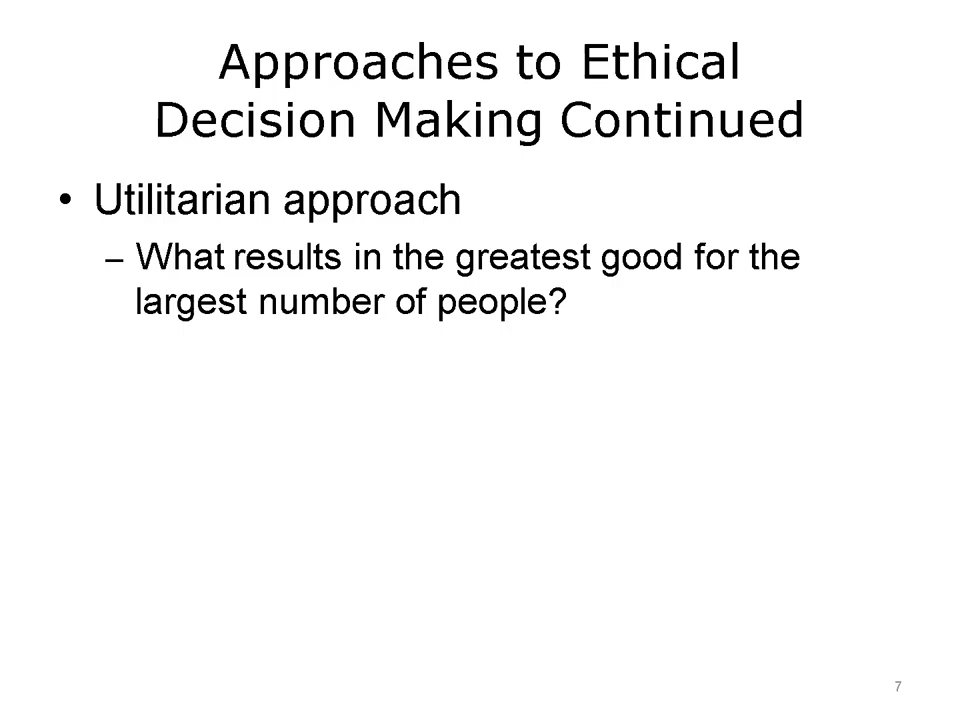 Approaches to Ethical
Decision Making Continued
• Utilitarian approach
– What results in the greatest good for the
largest number of people?
7